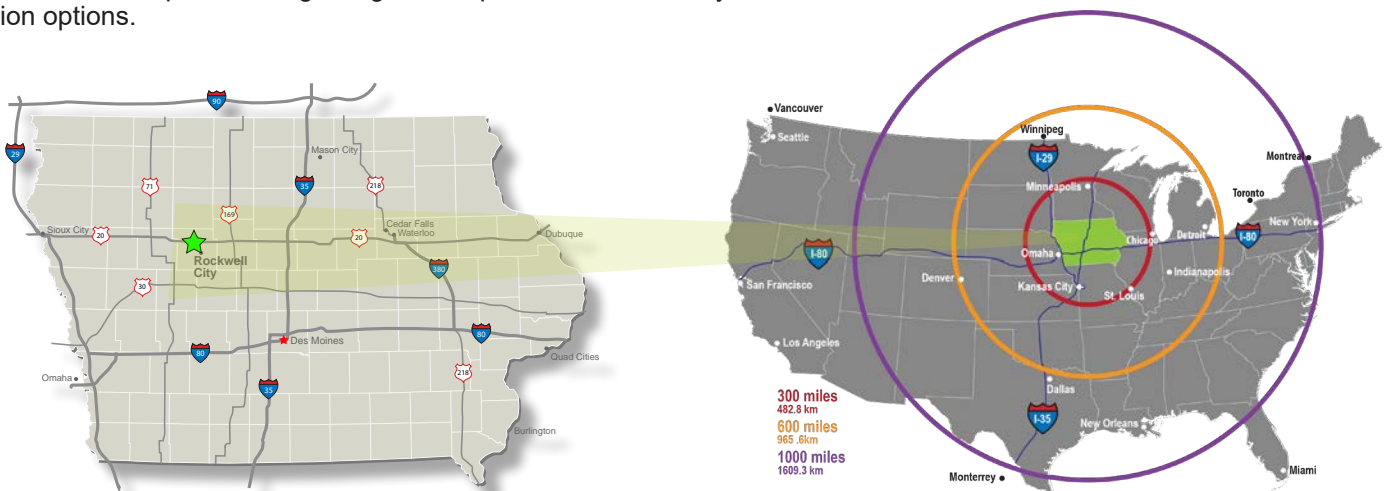 ion options.
90
29
Mason City
71
35
218
169
Sioux City
20
Cedar Falls
Waterloo
20
Dubuque
Rockwell
City
380
30
Des Moines
80
80
Quad Cities
Omaha
218
35
Burlington
Vancouver
Seattle
Winnipeg
I-29
Montreal
Minneapolis
Toronto
New York
Chicago
Detroit
I-80
Omaha
I-80
Indianapolis
Denver
San Francisco
Kansas City
St. Louis
Los Angeles
Dallas
300 miles
482.8 km
600 miles
965 .6km
1000 miles
1609.3 km
I-35
New Orleans
Miami
Monterrey